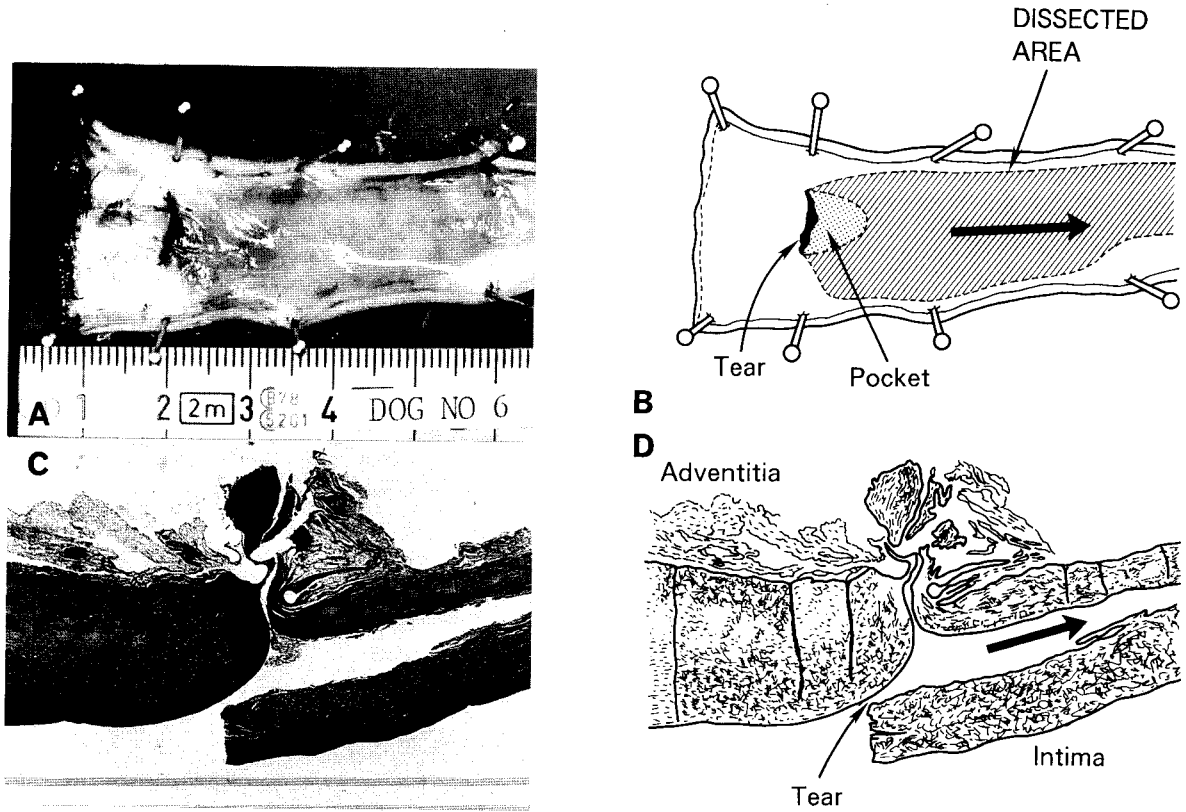 DISSECTED
AREA
Tear
Pocket
1 2 2m 3 4 DOG NO 6
A
B
C
D
Adventitia
Intima
Tear